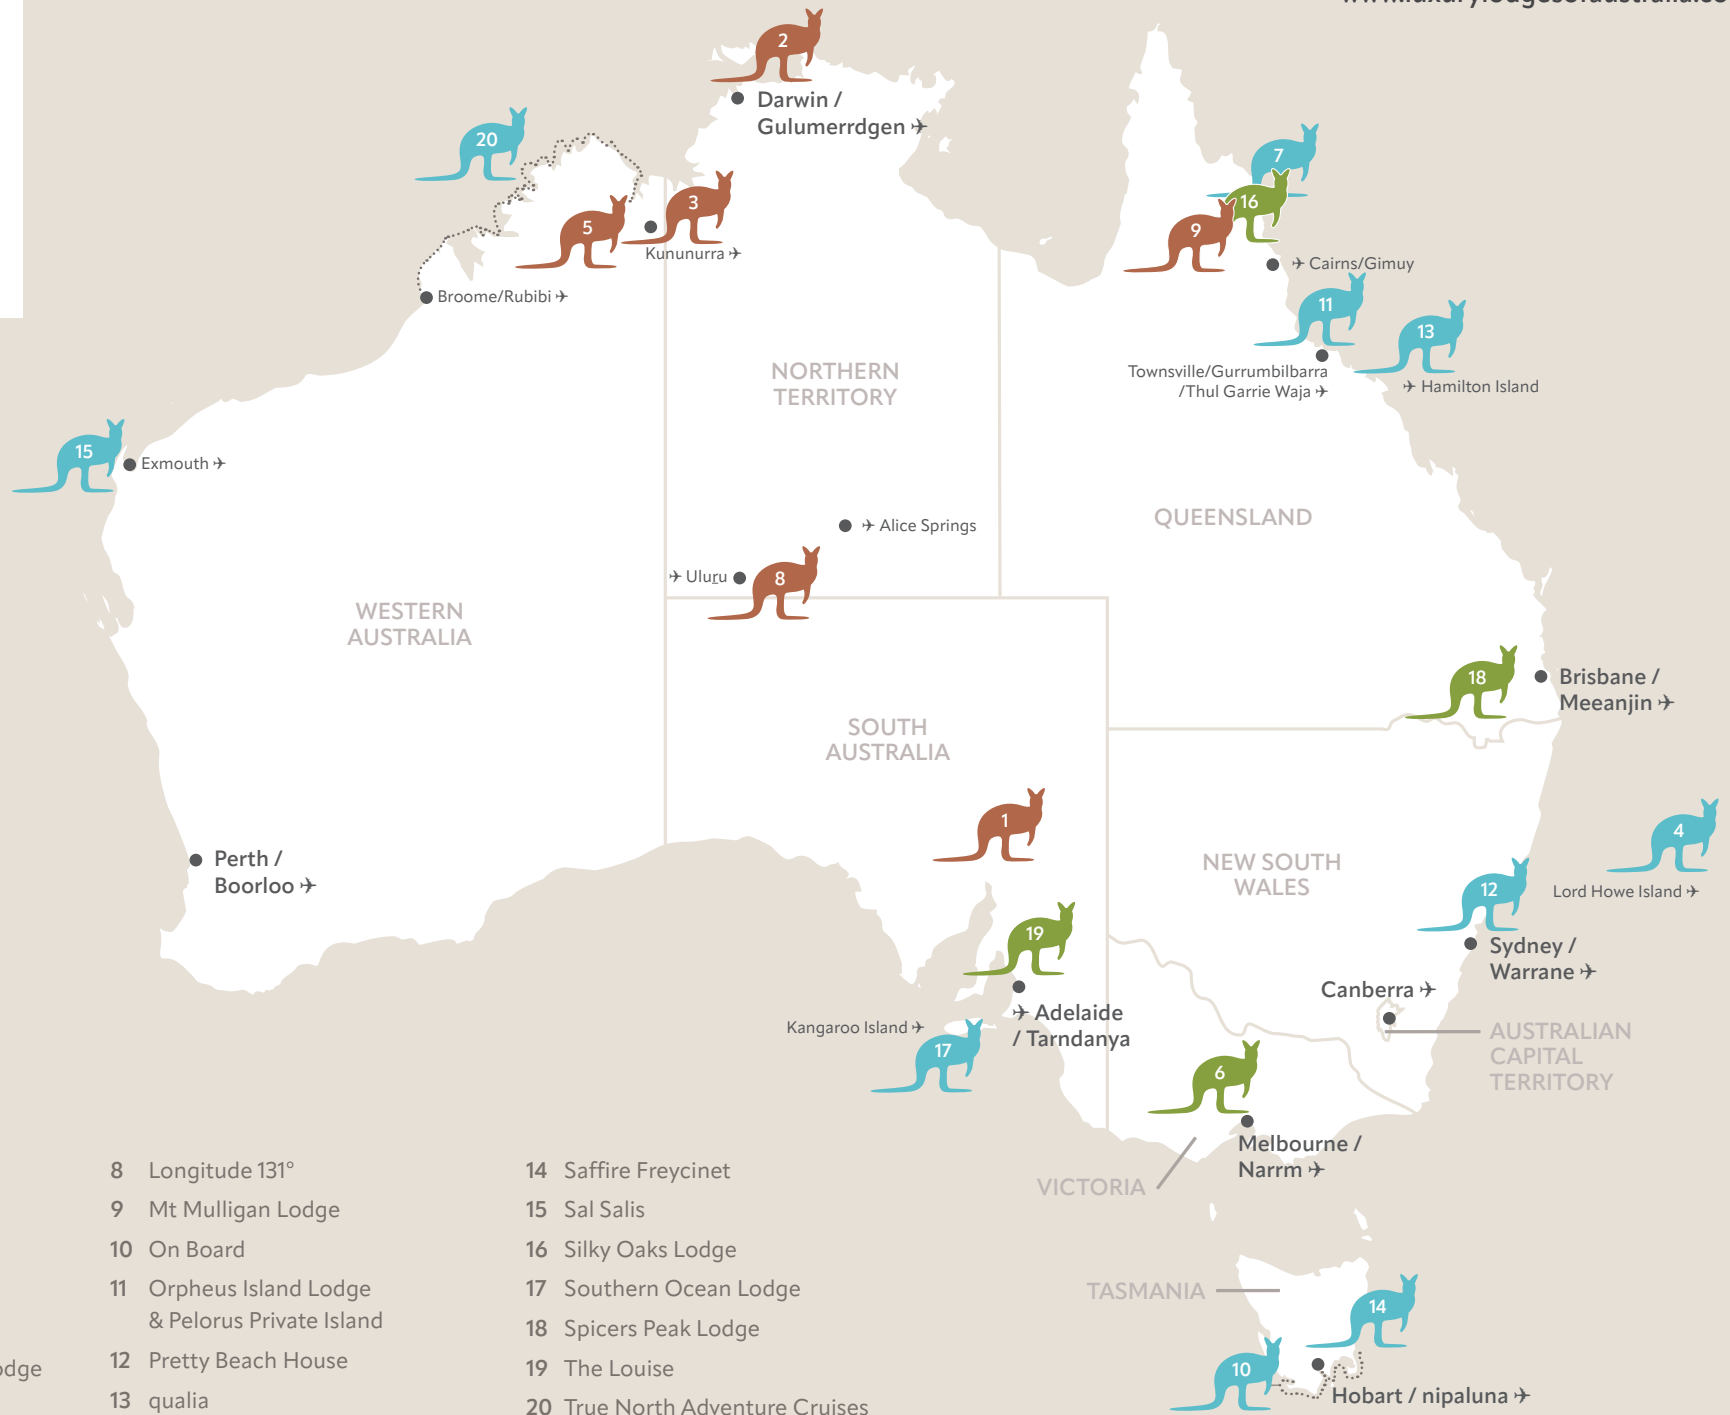 2
Darwin /
Gulumerrdgen
20
7
16
3
5
9
Kununurra
Cairns/Gimuy
Broome/Rubibi
11
13
NORTHERN
TERRITORY
Townsville/Gurrumbilbarra
/Thul Garrie Waja
Hamilton Island
15
Exmouth
QUEENSLAND
Alice Springs
Uluṟu
8
WESTERN
AUSTRALIA
18
Brisbane /
Meeanjin
SOUTH
AUSTRALIA
1
4
Perth /
Boorloo
NEW SOUTH
WALES
12
Lord Howe Island
19
Sydney /
Warrane
Canberra
Adelaide
/ Tarndanya
Kangaroo Island
17
AUSTRALIAN
CAPITAL
TERRITORY
6
Melbourne /
Narrm
VICTORIA
TASMANIA
14
10
Hobart / nipaluna
8 Longitude 131°
9 Mt Mulligan Lodge
10 On Board
11 Orpheus Island Lodge
& Pelorus Private Island
12 Pretty Beach House
13 qualia
14 Saffire Freycinet
15 Sal Salis
16 Silky Oaks Lodge
17 Southern Ocean Lodge
18 Spicers Peak Lodge
19 The Louise
20 True North Adventure Cruises